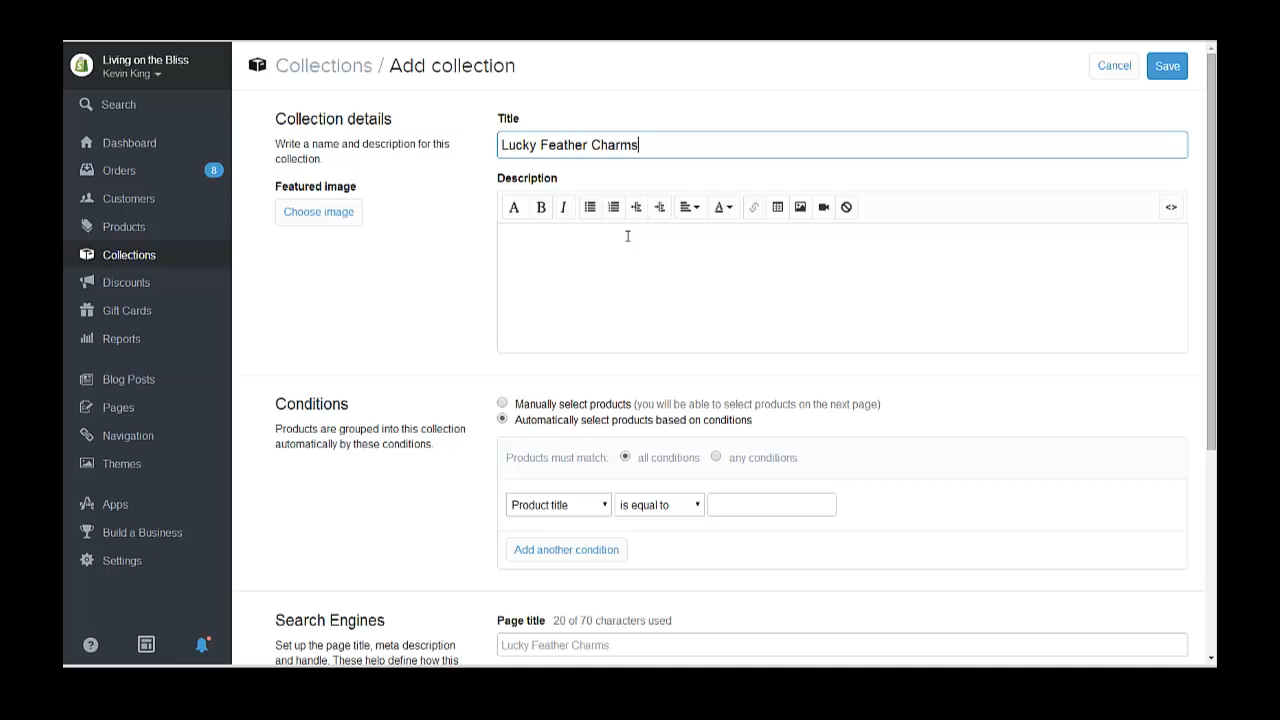 Living on the Bliss
Kevin King
Search
Dashboard
Orders 8
Customers
Products
Collections
Discounts
Gift Cards
Reports
Blog Posts
Pages
Navigation
Themes
Apps
Build a Business
Settings
Collections / Add collection
Cancel
Save
Collection details
Write a name and description for this
collection.
Featured image
Choose image
Title
Lucky Feather Charms
Description
A B I A <>
Conditions
Products are grouped into this collection
automatically by these conditions.
Manually select products (you will be able to select products on the next page)
Automatically select products based on conditions
Products must match: all conditions any conditions
Product title is equal to
Add another condition
Search Engines
Set up the page title, meta description
and handle. These help define how this
Page title 20 of 70 characters used
Lucky Feather Charms